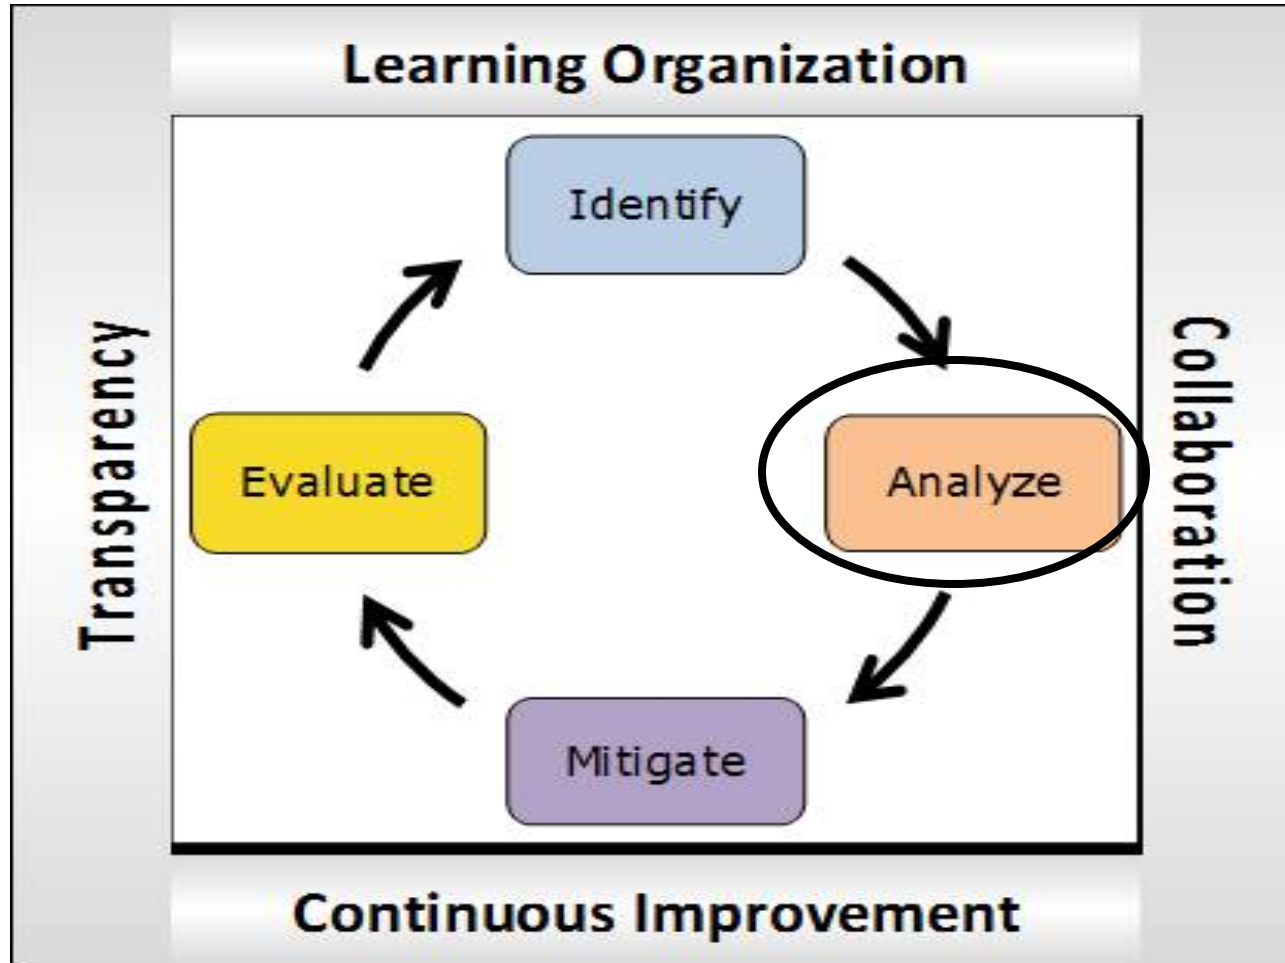 Learning Organization
Identify
Transparency
Collaboration
Evaluate
Analyze
Mitigate
Continuous Improvement